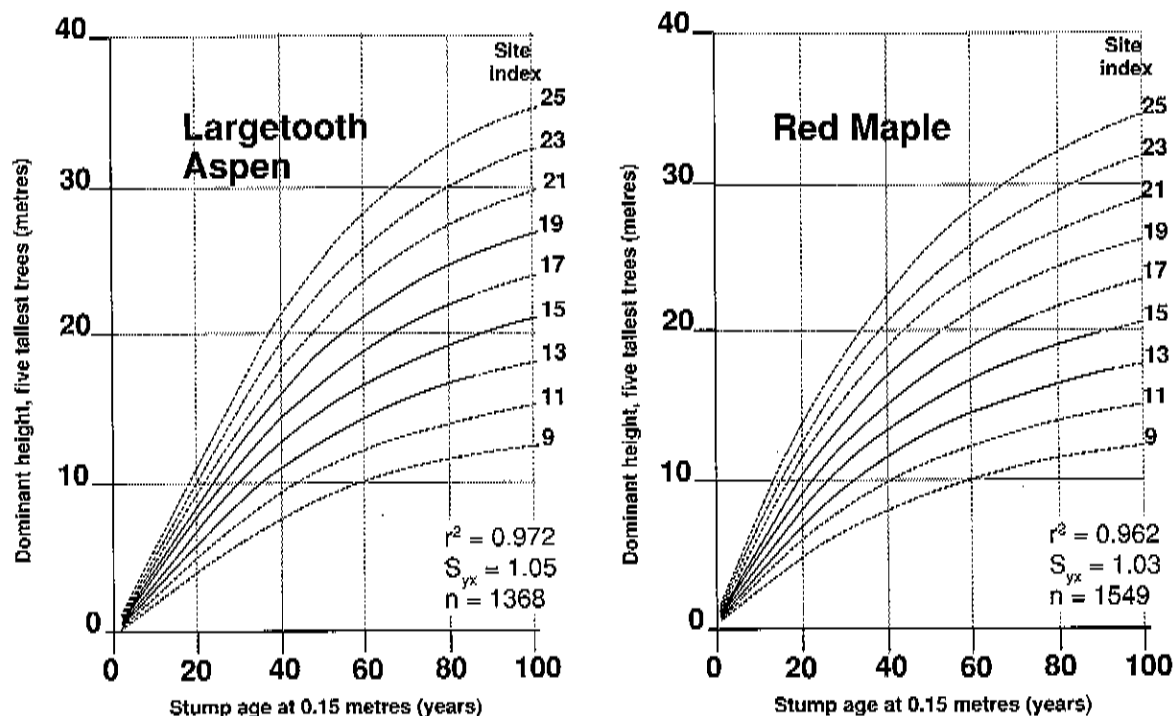 40
30
20
10
0
Dominant height, five tallest trees (metres)
Largetooth
Aspen
Site
index
25
23
21
19
17
15
13
11
9
r² = 0.972
Syx = 1.05
n = 1368
0 20 40 60 80 100
Stump age at 0.15 metres (years)
40
30
20
10
0
Dominant height, five tallest trees (metres)
Red Maple
Site
index
25
23
21
19
17
15
13
11
9
r² = 0.962
Syx = 1.03
n = 1549
0 20 40 60 80 100
Stump age at 0.15 metres (years)